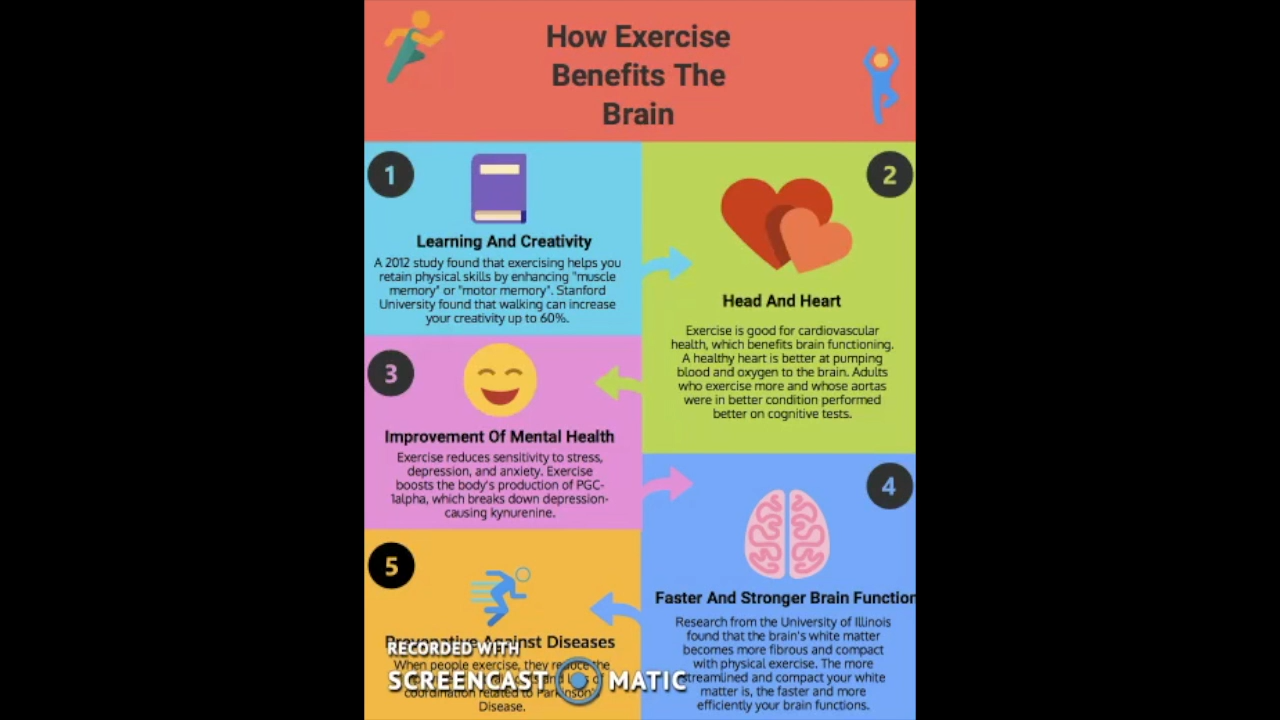 How Exercise
Benefits The
Brain
1
Learning And Creativity
A 2012 study found that exercising helps you
retain physical skills by enhancing "muscle
memory" or "motor memory". Stanford
University found that walking can increase
your creativity up to 60%.
2
Head And Heart
Exercise is good for cardiovascular
health, which benefits brain functioning.
A healthy heart is better at pumping
blood and oxygen to the brain. Adults
who exercise more and whose aortas
were in better condition performed
better on cognitive tests.
3
Improvement Of Mental Health
Exercise reduces sensitivity to stress,
depression, and anxiety. Exercise
boosts the body's production of PGC-
1alpha, which breaks down depression-
causing kynurenine.
4
Faster And Stronger Brain Function
Research from the University of Illinois
found that the brain's white matter
becomes more fibrous and compact
with physical exercise. The more
streamlined and compact your white
matter is, the faster and more
efficiently your brain functions.
5
Preventative Against Diseases
When people exercise, they reduce the
and
coordination related to Parkinson's
Disease.
RECORDED WITH
SCREENCAST MATIC